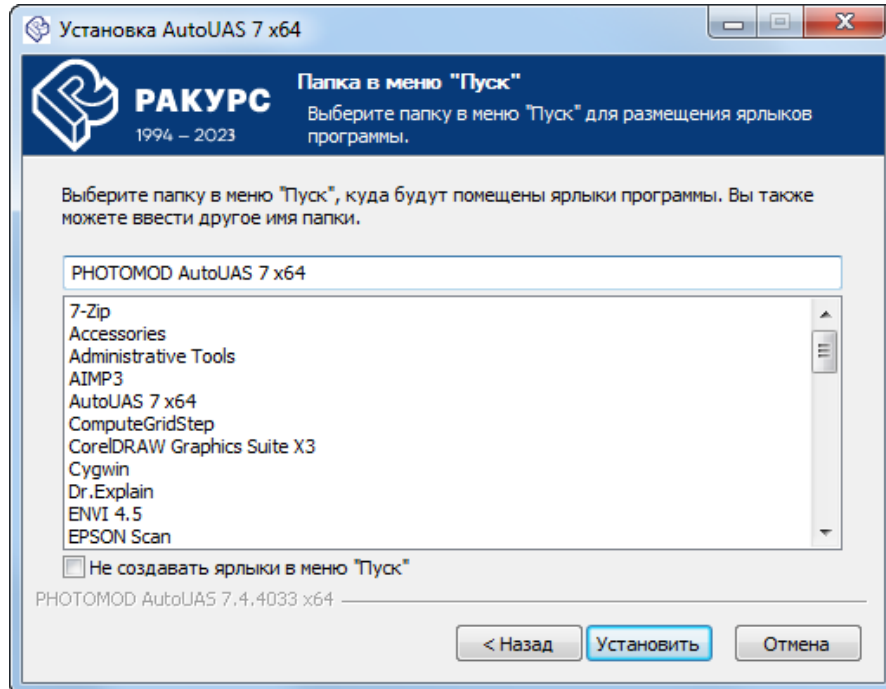 Установка AutoUAS 7 x64
РАКУРС
1994 – 2023
Папка в меню "Пуск"
Выберите папку в меню "Пуск" для размещения ярлыков
программы.
Выберите папку в меню "Пуск", куда будут помещены ярлыки программы. Вы также
можете ввести другое имя папки.
PHOTOMOD AutoUAS 7 x64
7-Zip
Accessories
Administrative Tools
AIMP3
AutoUAS 7 x64
ComputeGridStep
CorelDRAW Graphics Suite X3
Cygwin
Dr.Explain
ENVI 4.5
EPSON Scan
Не создавать ярлыки в меню "Пуск"
PHOTOMOD AutoUAS 7.4.4033 x64
< Назад
Установить
Отмена